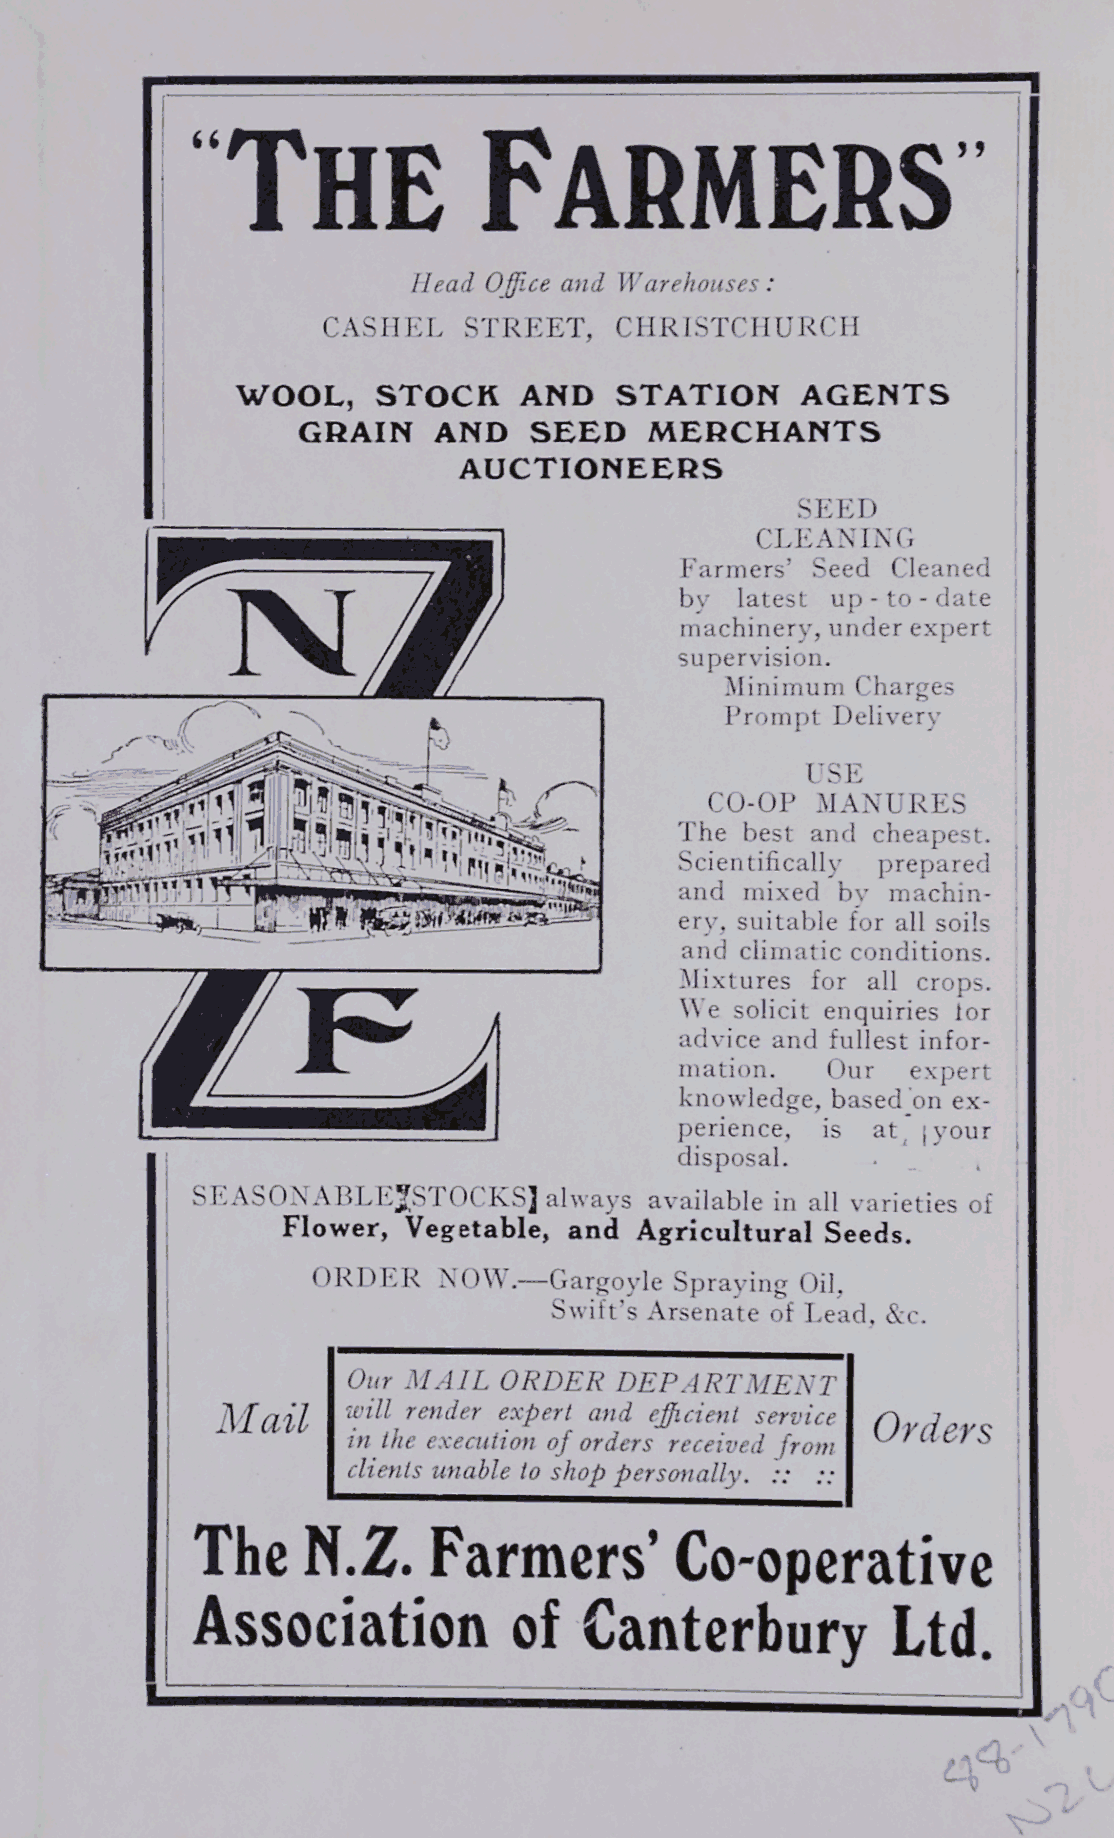 "THE FARMERS"
Head Office and Warehouses:
CASHEL STREET, CHRISTCHURCH
WOOL, STOCK AND STATION AGENTS
GRAIN AND SEED MERCHANTS
AUCTIONEERS
N
Z
F
SEED
CLEANING
Farmers' Seed Cleaned
by latest up-to-date
machinery, under expert
supervision.
Minimum Charges
Prompt Delivery
USE
CO-OP MANURES
The best and cheapest.
Scientifically prepared
and mixed by machin-
ery, suitable for all soils
and climatic conditions.
Mixtures for all crops.
We solicit enquiries for
advice and fullest infor-
mation. Our expert
knowledge, based on ex-
perience, is at your
disposal.
SEASONABLE STOCKS always available in all varieties of
Flower, Vegetable, and Agricultural Seeds.
ORDER NOW.—Gargoyle Spraying Oil,
Swift's Arsenate of Lead, &c.
Mail
Our MAIL ORDER DEPARTMENT
will render expert and efficient service
in the execution of orders received from
clients unable to shop personally. :: ::
Orders
The N.Z. Farmers' Co-operative
Association of Canterbury Ltd.